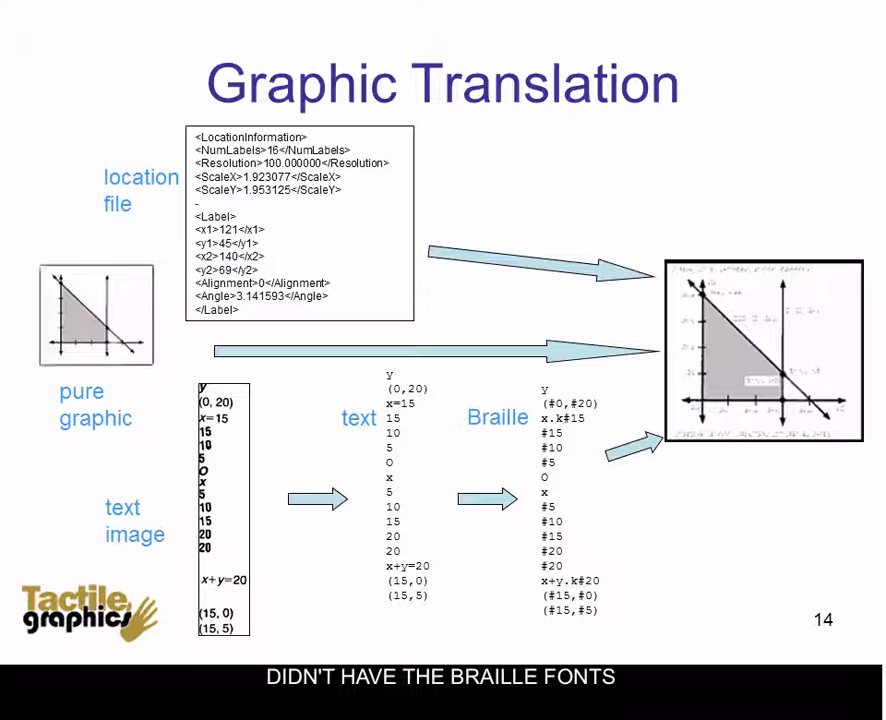 Graphic Translation
location
file
<LocationInformation>
<NumLabels>16</NumLabels>
<Resolution>100.000000</Resolution>
<ScaleX>1.923077</ScaleX>
<ScaleY>1.953125</ScaleY>
-
<Label>
<x1>121</x1>
<y1>45</y1>
<x2>140</x2>
<y2>69</y2>
<Alignment>0</Alignment>
<Angle>3.141593</Angle>
</Label>
pure
graphic
text
image
y
(0, 20)
x=15
15
10
5
O
x
5
10
15
20
20
x+y=20
(15, 0)
(15, 5)
text
y
(0,20)
x=15
15
10
5
O
x
5
10
15
20
20
x+y=20
(15,0)
(15,5)
Braille
y
(#0,#20)
x.k#15
#15
#10
#5
O
x
#5
#10
#15
#20
#20
x+y.k#20
(#15,#0)
(#15,#5)
Tactile
graphics
14
DIDN'T HAVE THE BRAILLE FONTS